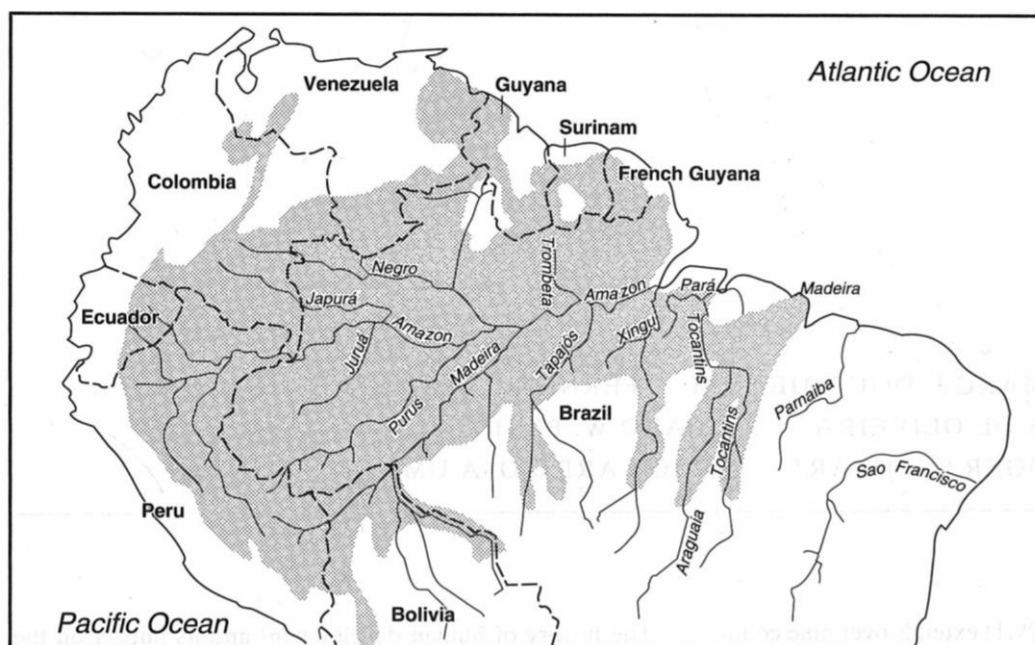 Atlantic Ocean
Venezuela
Guyana
Surinam
Colombia
French Guyana
Negro
Trombeta
Amazon
Pará
Madeira
Japurá
Ecuador
Amazon
Juruá
Madeira
Tapajós
Xingu
Tocantins
Purus
Brazil
Parnaiba
Tocantins
Sao Francisco
Peru
Araguaia
Bolivia
Pacific Ocean